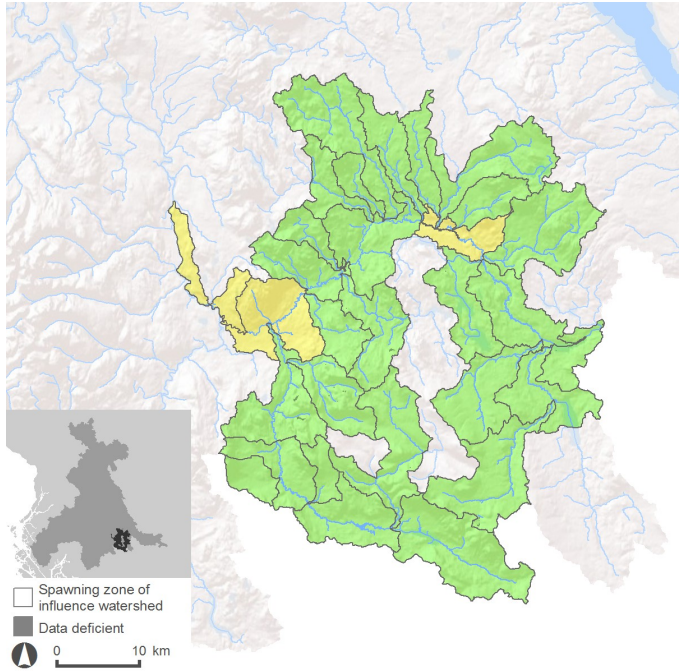 Spawning zone of
influence watershed
Data deficient
0 10 km